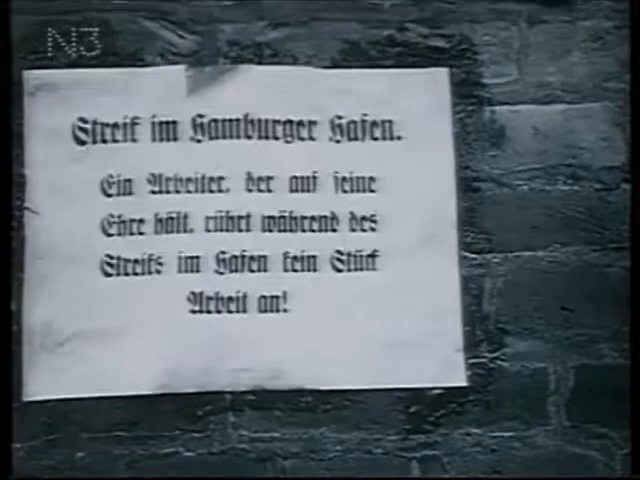 N3
Streik im Hamburger Hafen.
Ein Arbeiter, der auf seine
Ehre hält, rührt während des
Streiks im Hafen kein Stück
Arbeit an!